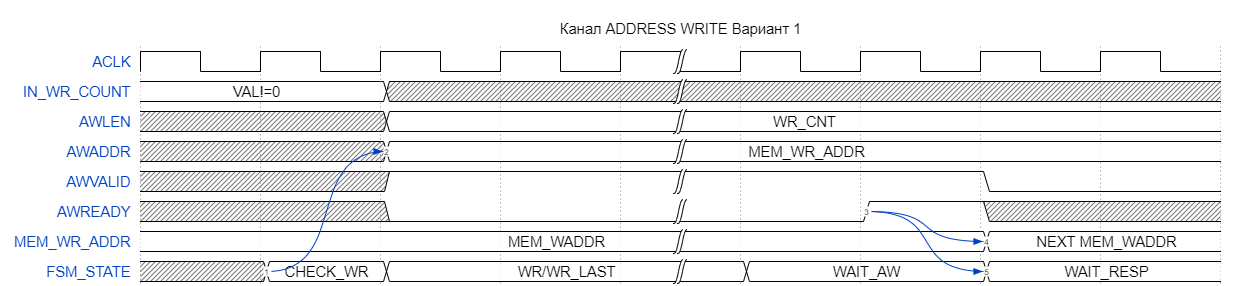 Канал ADDRESS WRITE Вариант 1
ACLK
IN_WR_COUNT VAL!=0
AWLEN WR_CNT
AWADDR 2 MEM_WR_ADDR
AWVALID
AWREADY 3
MEM_WR_ADDR MEM_WADDR 4 NEXT MEM_WADDR
FSM_STATE 1 CHECK_WR WR/WR_LAST WAIT_AW 5 WAIT_RESP